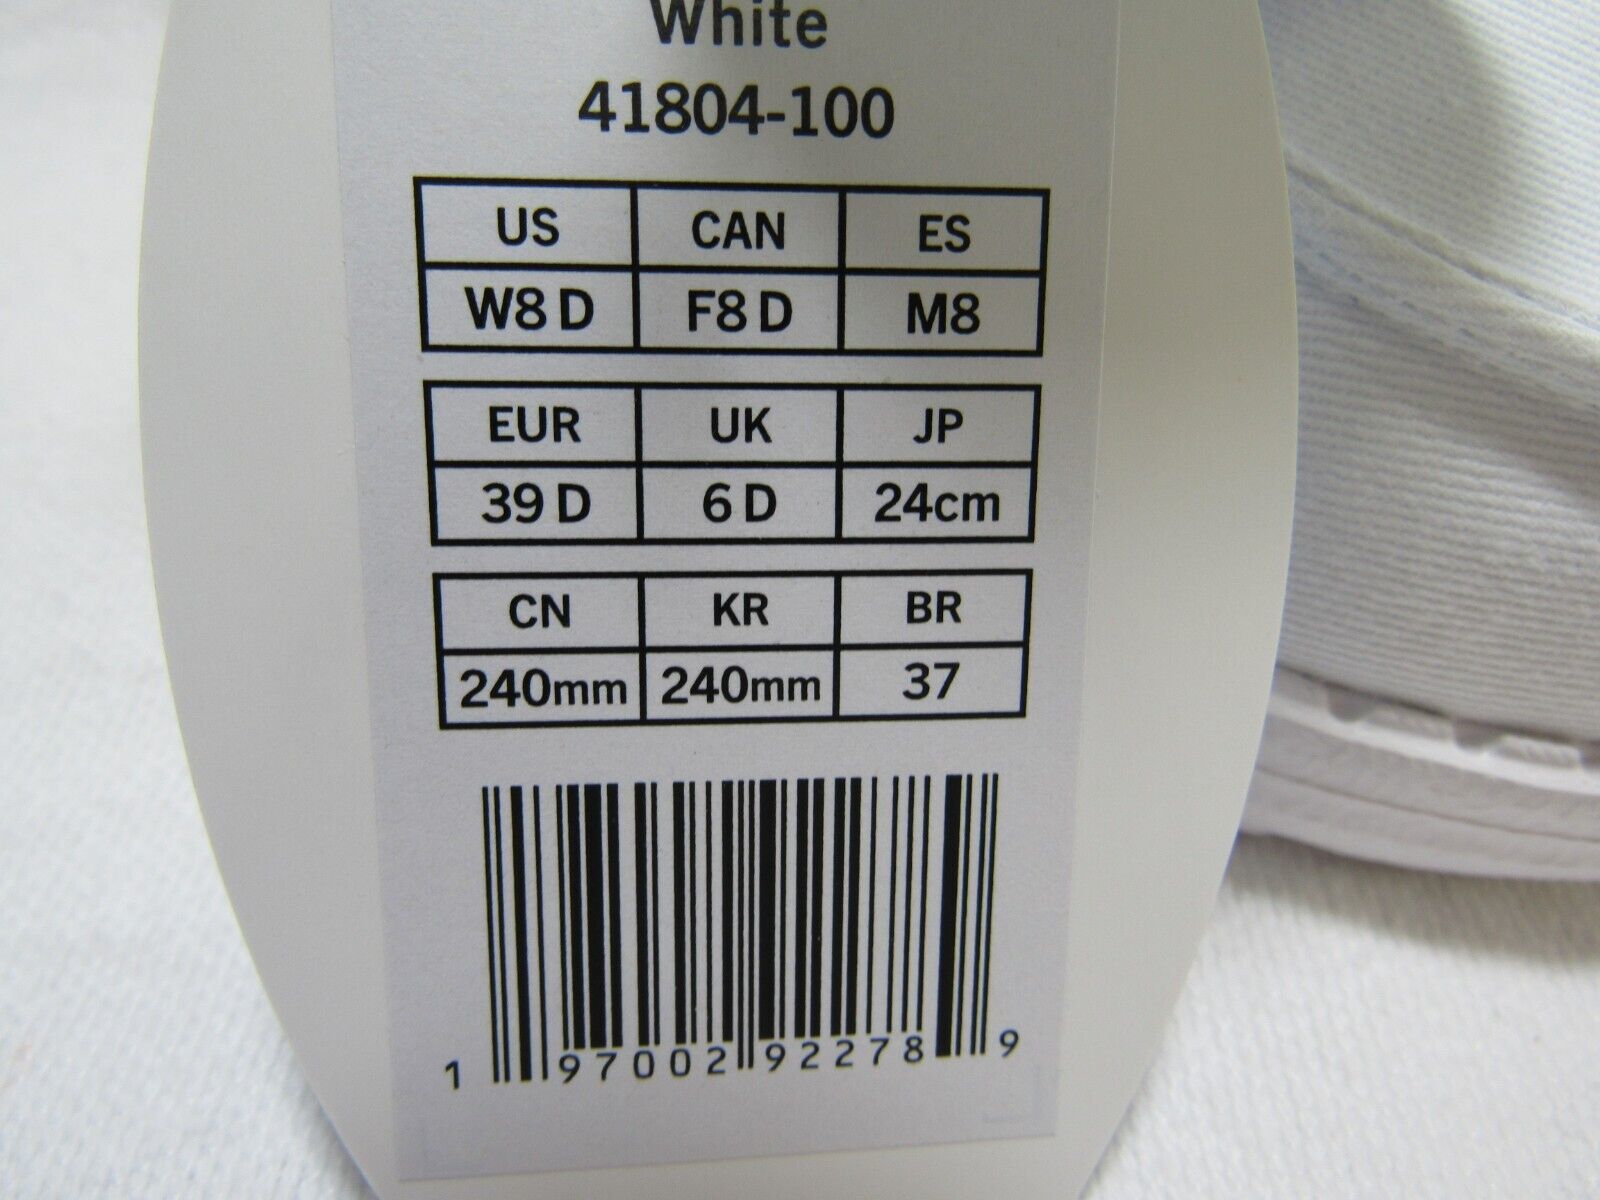 White
41804-100
US CAN ES
W8 D F8 D M8
EUR UK JP
39 D 6 D 24cm
CN KR BR
240mm 240mm 37
1 97002 92278 9